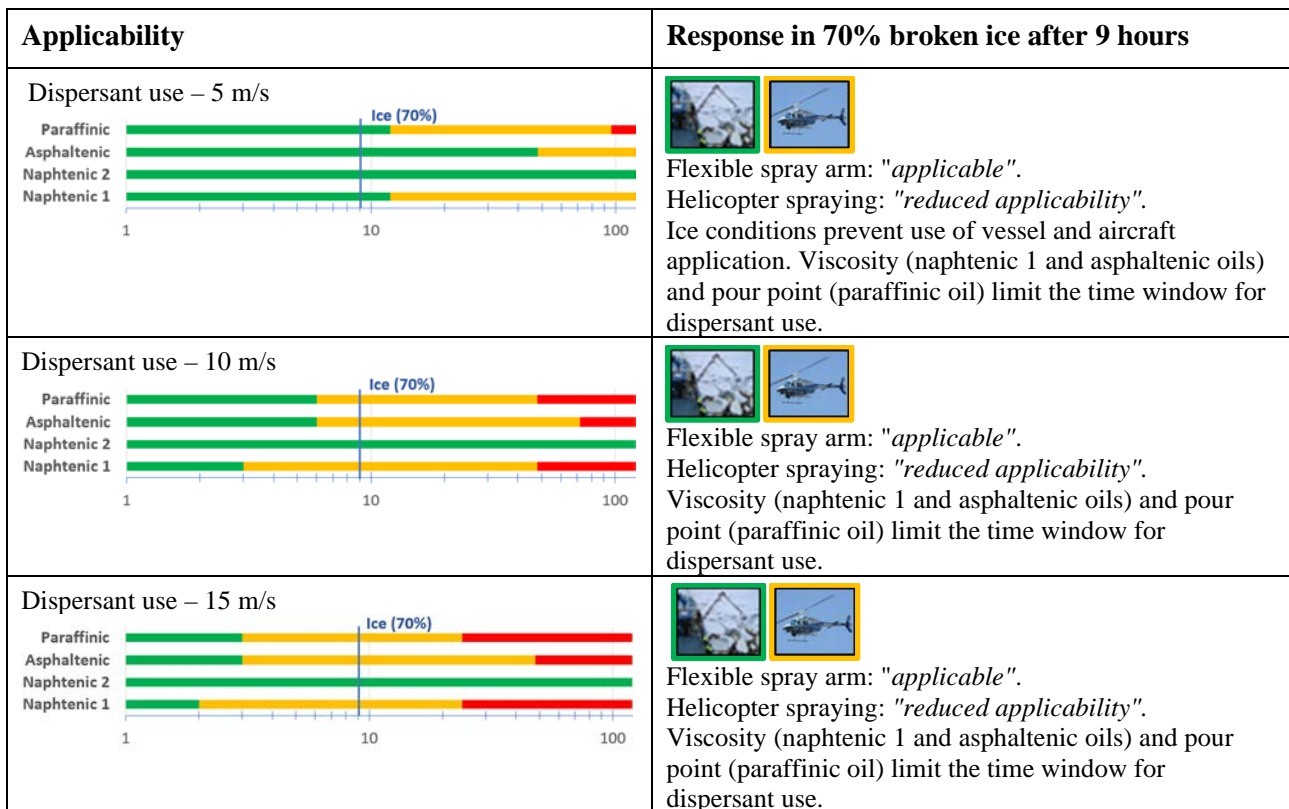 Applicability
Response in 70% broken ice after 9 hours
Dispersant use – 5 m/s
Ice (70%)
Paraffinic
Asphaltenic
Naphtenic 2
Naphtenic 1
1 10 100
Flexible spray arm: "applicable".
Helicopter spraying: "reduced applicability".
Ice conditions prevent use of vessel and aircraft
application. Viscosity (naphtenic 1 and asphaltenic oils)
and pour point (paraffinic oil) limit the time window for
dispersant use.
Dispersant use – 10 m/s
Ice (70%)
Paraffinic
Asphaltenic
Naphtenic 2
Naphtenic 1
1 10 100
Flexible spray arm: "applicable".
Helicopter spraying: "reduced applicability".
Viscosity (naphtenic 1 and asphaltenic oils) and pour
point (paraffinic oil) limit the time window for
dispersant use.
Dispersant use – 15 m/s
Ice (70%)
Paraffinic
Asphaltenic
Naphtenic 2
Naphtenic 1
1 10 100
Flexible spray arm: "applicable".
Helicopter spraying: "reduced applicability".
Viscosity (naphtenic 1 and asphaltenic oils) and pour
point (paraffinic oil) limit the time window for
dispersant use.